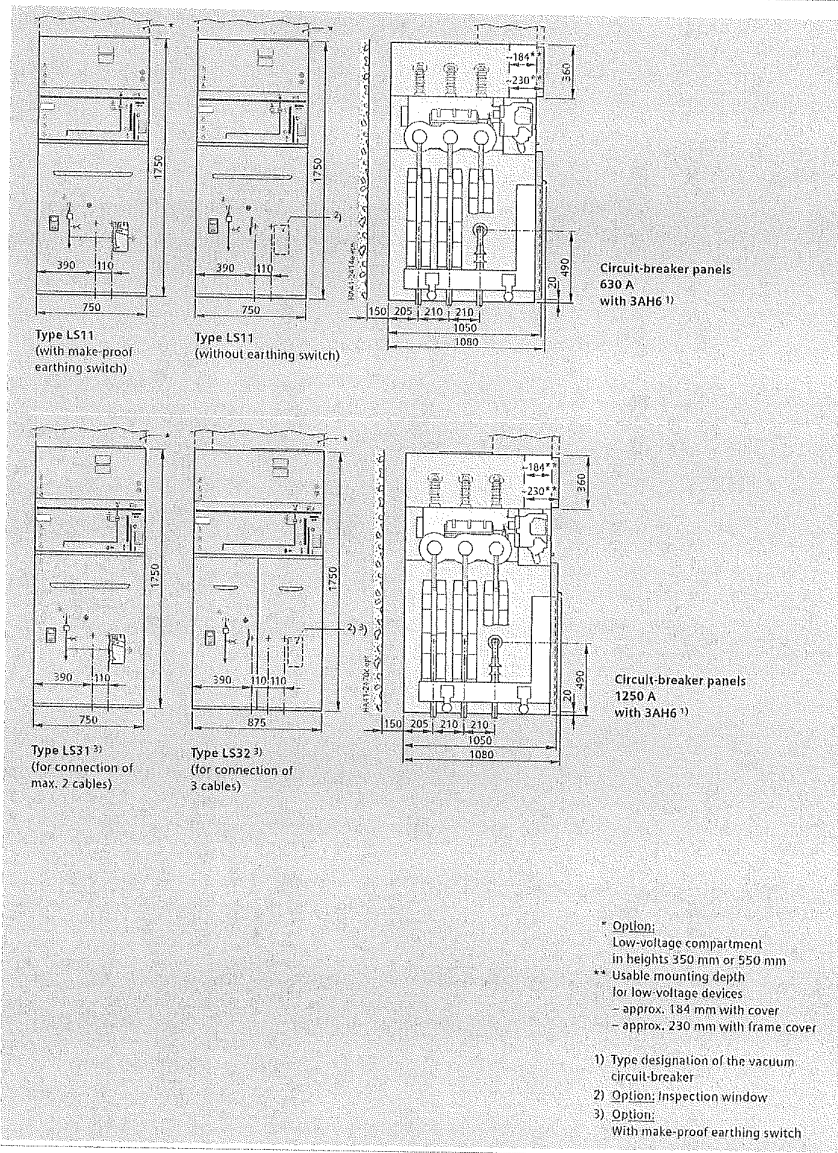 *
*
~184**
~230**
360
1750
1750
2)
390
110
390
110
490
20
750
750
150
205
210
210
1050
1080
Type LS11
(with make-proof
earthing switch)
Type LS11
(without earthing switch)
Circuit-breaker panels
630 A
with 3AH6 1)
*
*
~184**
~230**
360
1750
1750
2) 3)
390
110
390
110
110
490
20
750
875
150
205
210
210
1050
1080
Type LS31 3)
(for connection of
max. 2 cables)
Type LS32 3)
(for connection of
3 cables)
Circuit-breaker panels
1250 A
with 3AH6 1)
* Option:
Low-voltage compartment
in heights 350 mm or 550 mm
** Usable mounting depth
for low-voltage devices
– approx. 184 mm with cover
– approx. 230 mm with frame cover
1) Type designation of the vacuum
circuit-breaker
2) Option: Inspection window
3) Option:
With make-proof earthing switch